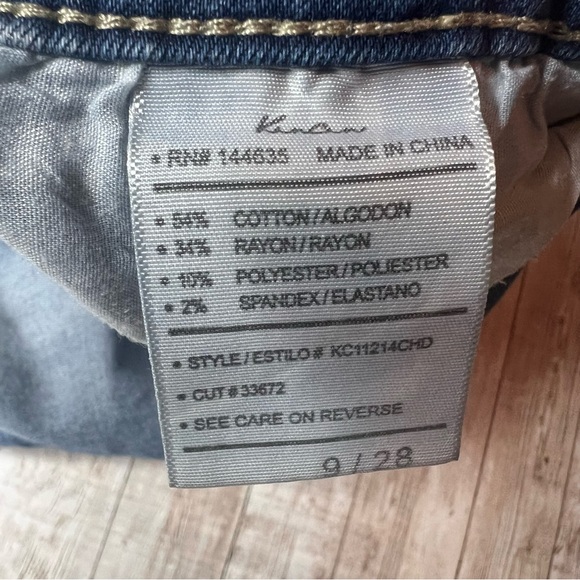 KanCan
• RN# 144635 MADE IN CHINA
• 54% COTTON/ALGODON
• 34% RAYON/RAYON
• 10% POLYESTER/POLIESTER
• 2% SPANDEX/ELASTANO
• STYLE/ESTILO# KC11214CHD
• CUT#33672
• SEE CARE ON REVERSE
9 / 28